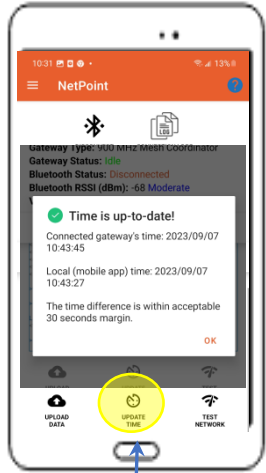 10:31 13%
NetPoint
?
LOG
Gateway Type: 900 MHz Mesh Coordinator
Gateway Status: Idle
Bluetooth Status: Disconnected
Bluetooth RSSI (dBm): -68 Moderate
Time is up-to-date!
Connected gateway's time: 2023/09/07
10:43:45
Local (mobile app) time: 2023/09/07
10:43:27
The time difference is within acceptable
30 seconds margin.
OK
UPLOAD UPDATE TEST
UPLOAD UPDATE TEST
DATA TIME NETWORK